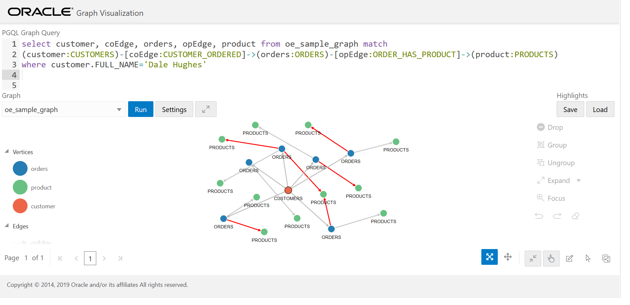 ORACLE® Graph Visualization
PGQL Graph Query
1 select customer, coEdge, orders, opEdge, product from oe_sample_graph match
2 (customer:CUSTOMERS)-[coEdge:CUSTOMER_ORDERED]->(orders:ORDERS)-[opEdge:ORDER_HAS_PRODUCT]->(product:PRODUCTS)
3 where customer.FULL_NAME='Dale Hughes'
4
5
Graph
Highlights
oe_sample_graph Run Settings Save Load
Drop
Group
Ungroup
Expand
Focus
Vertices
orders
product
customer
Edges
PRODUCTS
PRODUCTS
PRODUCTS
ORDERS
ORDERS
PRODUCTS
ORDERS
ORDERS
PRODUCTS
CUSTOMERS
PRODUCTS
PRODUCTS
PRODUCTS
ORDERS
PRODUCTS
PRODUCTS
PRODUCTS
ORDERS
Page 1 of 1 1
Copyright © 2014, 2019 Oracle and/or its affiliates All rights reserved.